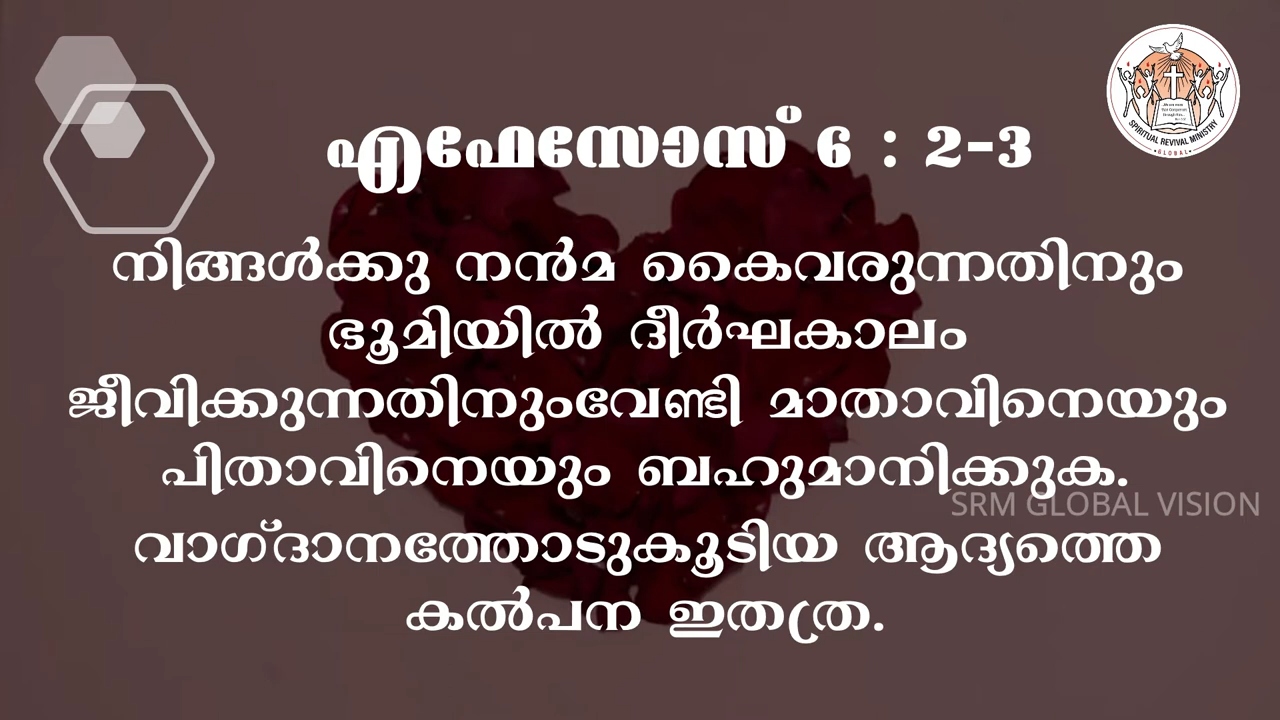 എഫേസോസ് 6 : 2-3
നിങ്ങൾക്കു നൻമ കൈവരുന്നതിനും
ഭൂമിയിൽ ദീർഘകാലം
ജീവിക്കുന്നതിനുംവേണ്ടി മാതാവിനെയും
പിതാവിനെയും ബഹുമാനിക്കുക.
വാഗ്ദാനത്തോടുകൂടിയ ആദ്യത്തെ
കൽപന ഇതത്ര.
SRM GLOBAL VISION
SPIRITUAL REVIVAL MINISTRY
GLOBAL